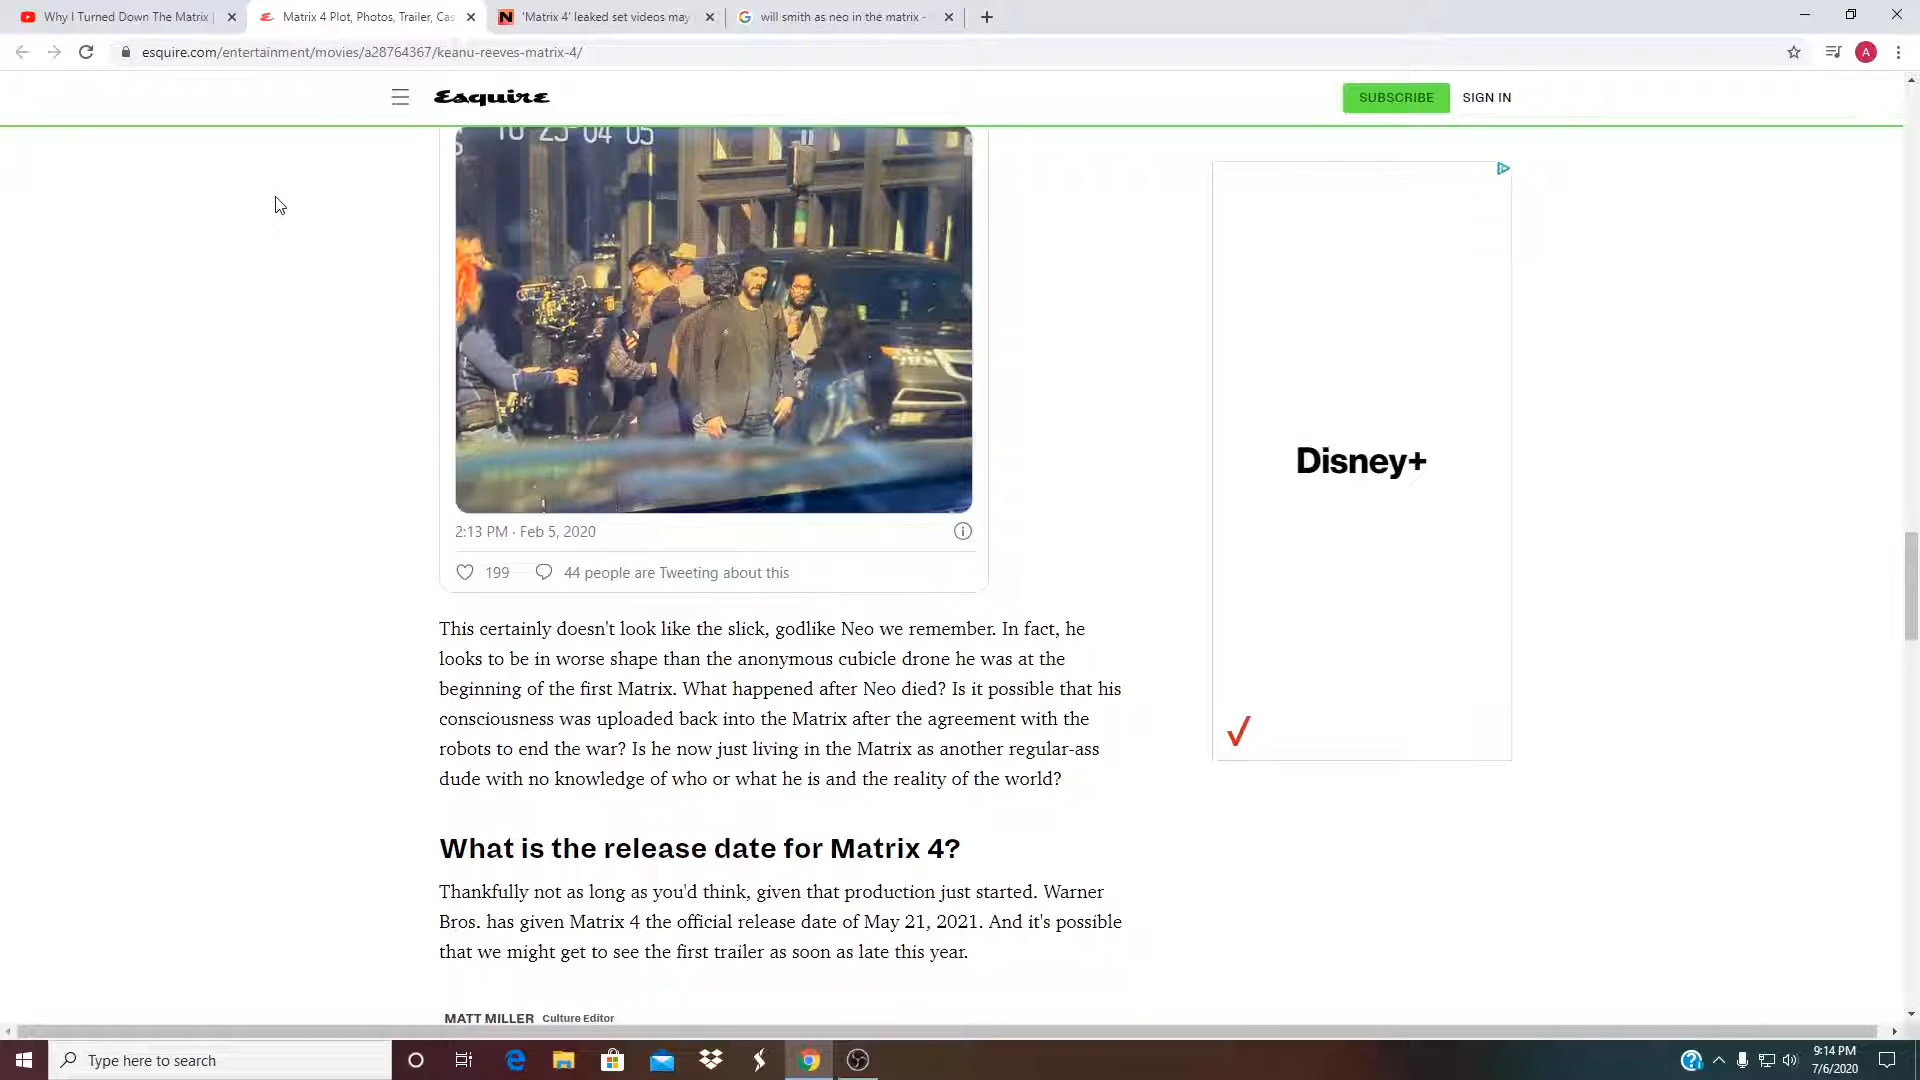 Why I Turned Down The Matrix
Matrix 4 Plot, Photos, Trailer, Cas
'Matrix 4' leaked set videos may
will smith as neo in the matrix -
esquire.com/entertainment/movies/a28764367/keanu-reeves-matrix-4/
A
Esquire
SUBSCRIBE
SIGN IN
Disney+
2:13 PM · Feb 5, 2020
199
44 people are Tweeting about this
This certainly doesn't look like the slick, godlike Neo we remember. In fact, he
looks to be in worse shape than the anonymous cubicle drone he was at the
beginning of the first Matrix. What happened after Neo died? Is it possible that his
consciousness was uploaded back into the Matrix after the agreement with the
robots to end the war? Is he now just living in the Matrix as another regular-ass
dude with no knowledge of who or what he is and the reality of the world?
What is the release date for Matrix 4?
Thankfully not as long as you'd think, given that production just started. Warner
Bros. has given Matrix 4 the official release date of May 21, 2021. And it's possible
that we might get to see the first trailer as soon as late this year.
MATT MILLER Culture Editor
Type here to search
9:14 PM
7/6/2020